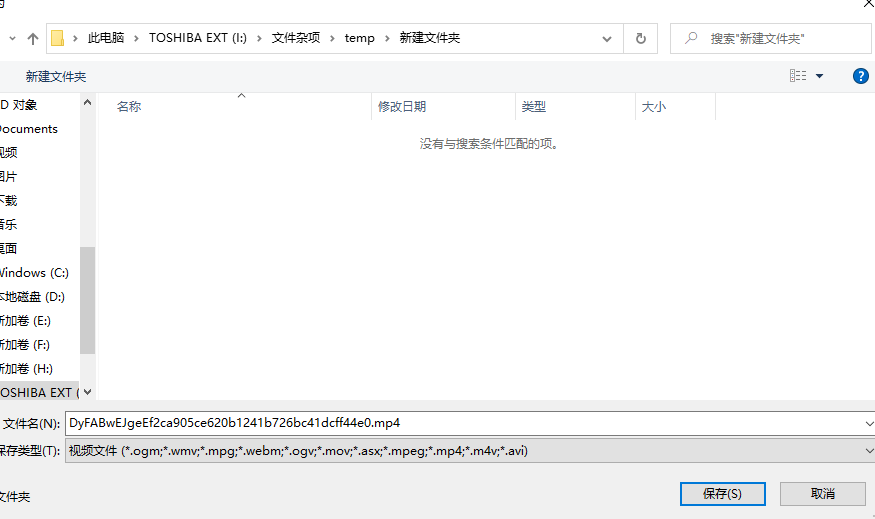 此电脑 › TOSHIBA EXT (I:) › 文件杂项 › temp › 新建文件夹
搜索"新建文件夹"
新建文件夹
D 对象
名称
修改日期
类型
大小
Documents
没有与搜索条件匹配的项。
视频
图片
下载
音乐
桌面
Windows (C:)
本地磁盘 (D:)
新加卷 (E:)
新加卷 (F:)
新加卷 (H:)
TOSHIBA EXT (
文件名(N):
DyFABwEJgeEf2ca905ce620b1241b726bc41dcff44e0.mp4
保存类型(T):
视频文件 (*.ogm;*.wmv;*.mpg;*.webm;*.ogv;*.mov;*.asx;*.mpeg;*.mp4;*.m4v;*.avi)
文件夹
保存(S)
取消